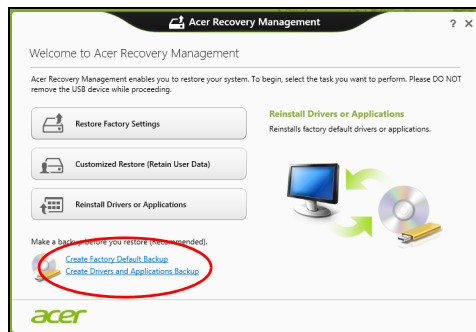 Acer Recovery Management
? X
Welcome to Acer Recovery Management
Acer Recovery Management enables you to restore your system. To begin, select the task you want to perform. Please DO NOT
remove the USB device while proceeding.
Restore Factory Settings
Customized Restore (Retain User Data)
Reinstall Drivers or Applications
Reinstall Drivers or Applications
Reinstalls factory default drivers or applications.
Make a backup before you restore (Recommended).
Create Factory Default Backup
Create Drivers and Applications Backup
acer